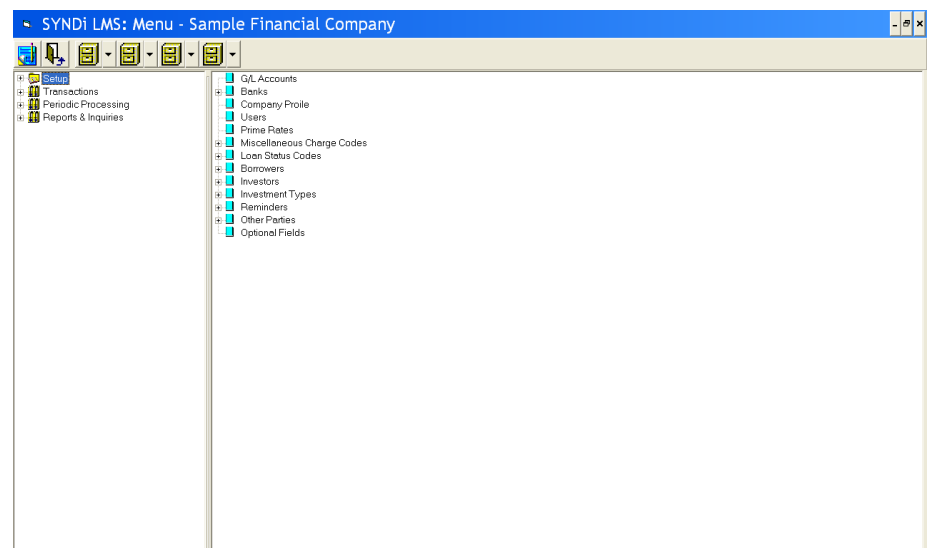 SYNDi LMS: Menu - Sample Financial Company
Setup
Transactions
Periodic Processing
Reports & Inquiries
G/L Accounts
Banks
Company Proile
Users
Prime Rates
Miscellaneous Charge Codes
Loan Status Codes
Borrowers
Investors
Investment Types
Reminders
Other Parties
Optional Fields